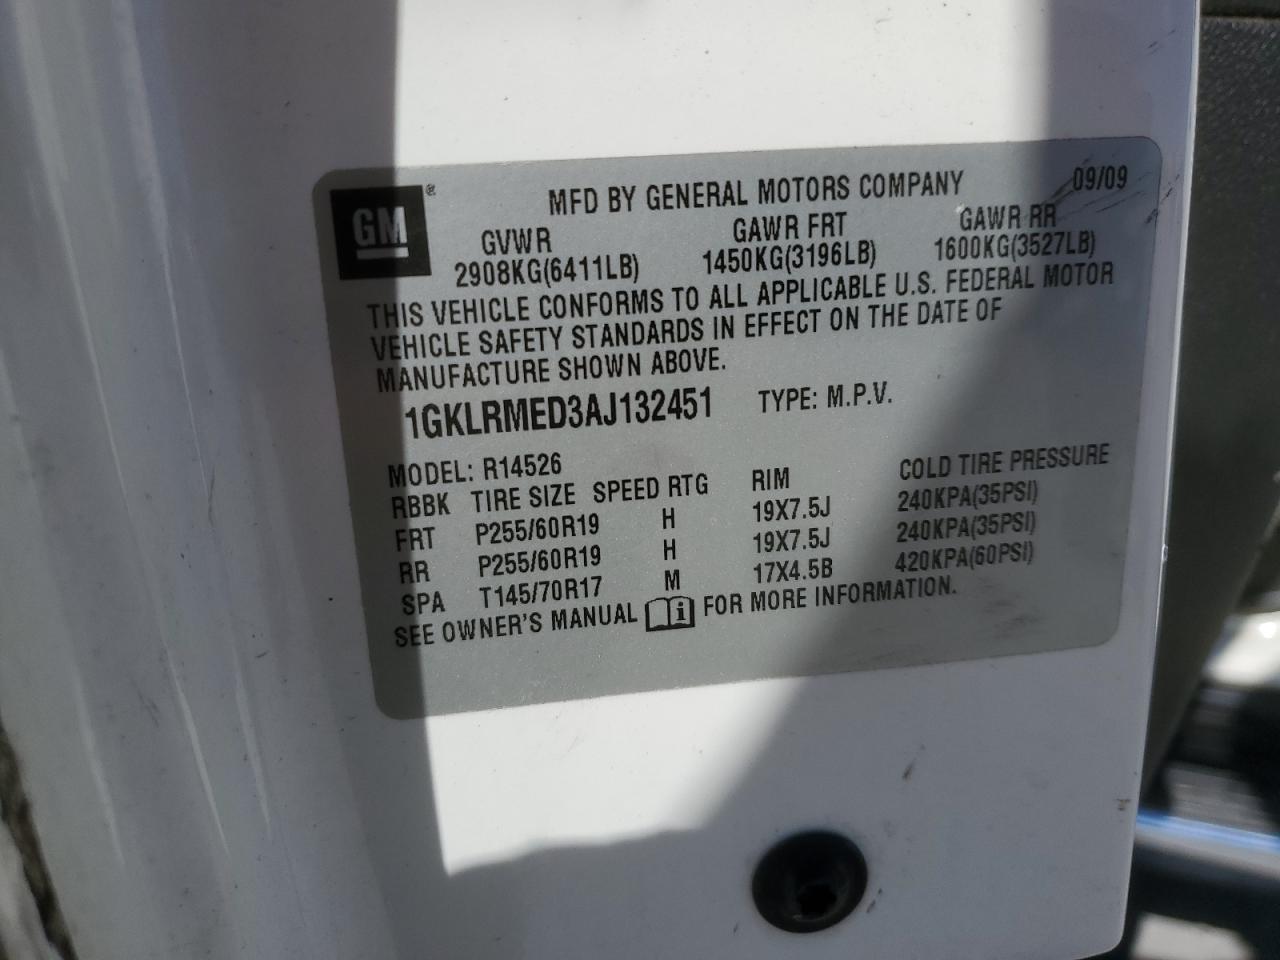 GM® MFD BY GENERAL MOTORS COMPANY 09/09
GVWR GAWR FRT GAWR RR
2908KG(6411LB) 1450KG(3196LB) 1600KG(3527LB)
THIS VEHICLE CONFORMS TO ALL APPLICABLE U.S. FEDERAL MOTOR
VEHICLE SAFETY STANDARDS IN EFFECT ON THE DATE OF
MANUFACTURE SHOWN ABOVE.
1GKLRMED3AJ132451 TYPE: M.P.V.
MODEL: R14526
RBBK TIRE SIZE SPEED RTG RIM COLD TIRE PRESSURE
FRT P255/60R19 H 19X7.5J 240KPA(35PSI)
RR P255/60R19 H 19X7.5J 240KPA(35PSI)
SPA T145/70R17 M 17X4.5B 420KPA(60PSI)
SEE OWNER'S MANUAL i FOR MORE INFORMATION.